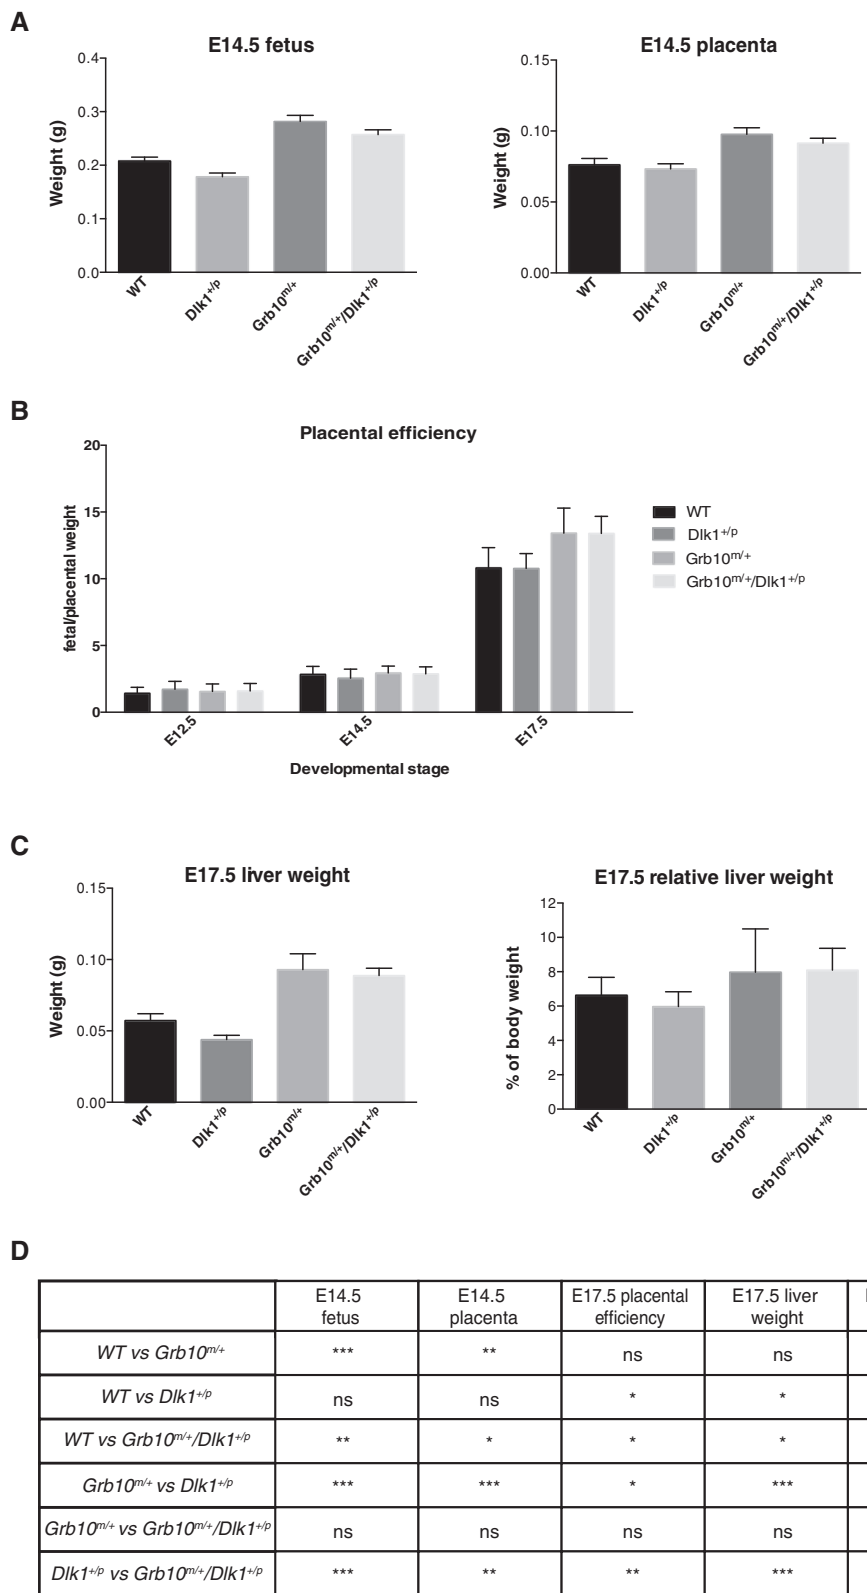 A
E14.5 fetus
Weight (g)
0.4
0.3
0.2
0.1
0.0
WT
Dlk1+/p
Grb10m/+
Grb10m/+/Dlk1+/p
E14.5 placenta
Weight (g)
0.15
0.10
0.05
0.00
WT
Dlk1+/p
Grb10m/+
Grb10m/+/Dlk1+/p
B
Placental efficiency
fetal/placental weight
20
15
10
5
0
E12.5
E14.5
E17.5
Developmental stage
WT
Dlk1+/p
Grb10m/+
Grb10m/+/Dlk1+/p
C
E17.5 liver weight
Weight (g)
0.15
0.10
0.05
0.00
WT
Dlk1+/p
Grb10m/+
Grb10m/+/Dlk1+/p
E17.5 relative liver weight
% of body weight
12
10
8
6
4
2
0
WT
Dlk1+/p
Grb10m/+
Grb10m/+/Dlk1+/p
D
E14.5 fetus E14.5 placenta E17.5 placental efficiency E17.5 liver weight
WT vs Grb10m/+ *** ** ns ns
WT vs Dlk1+/p ns ns * *
WT vs Grb10m/+/Dlk1+/p ** * * *
Grb10m/+ vs Dlk1+/p *** *** * ***
Grb10m/+ vs Grb10m/+/Dlk1+/p ns ns ns ns
Dlk1+/p vs Grb10m/+/Dlk1+/p *** ** ** ***